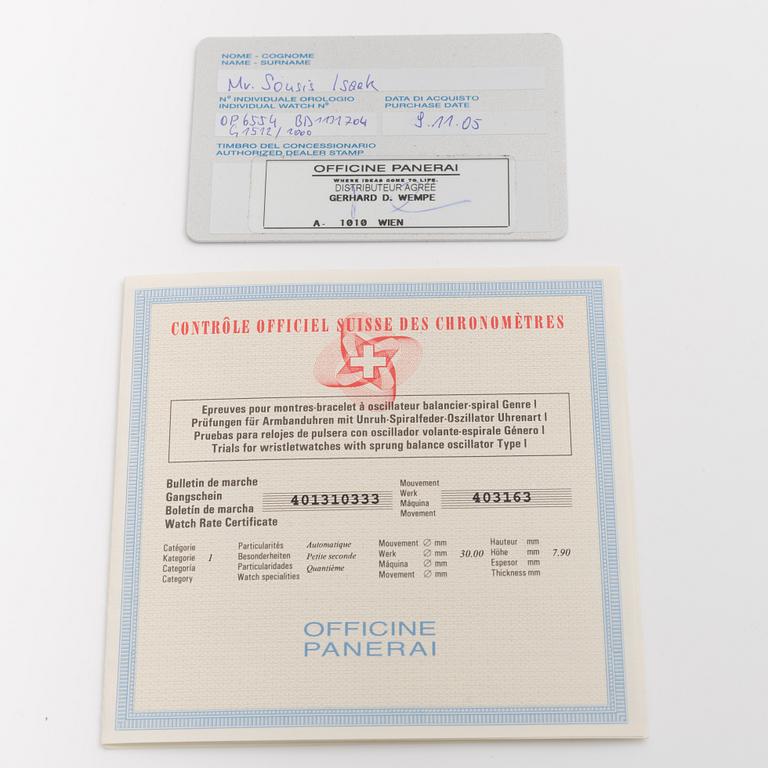 NOME - COGNOME
NAME - SURNAME
Mr. Sousis Isaek
N° INDIVIDUALE OROLOGIO
INDIVIDUAL WATCH N°
DATA DI ACQUISTO
PURCHASE DATE
OP6554 BD1131204
G1512/2000
9.11.05
TIMBRO DEL CONCESSIONARIO
AUTHORIZED DEALER STAMP
OFFICINE PANERAI
WHERE IDEAS COME TO LIFE.
DISTRIBUTEUR AGRÉÉ
GERHARD D. WEMPE
A- 1010 WIEN
CONTRÔLE OFFICIEL SUISSE DES CHRONOMÈTRES
Epreuves pour montres-bracelet à oscillateur balancier-spiral Genre I
Prüfungen für Armbanduhren mit Unruh-Spiralfeder-Oszillator Uhrenart I
Pruebas para relojes de pulsera con oscillador volante-espirale Género I
Trials for wristletwatches with sprung balance oscillator Type I
Bulletin de marche
Gangschein
Boletín de marcha
Watch Rate Certificate
401310333
Mouvement
Werk
Máquina
Movement
403163
Catégorie
Kategorie
Categoría
Category
1
Particularités
Besonderheiten
Particularidades
Watch specialities
Automatique
Petite seconde
Quantième
Mouvement ∅ mm
Werk ∅ mm
Máquina ∅ mm
Movement ∅ mm
30.00
Hauteur mm
Höhe mm
Espesor mm
Thickness mm
7.90
OFFICINE
PANERAI